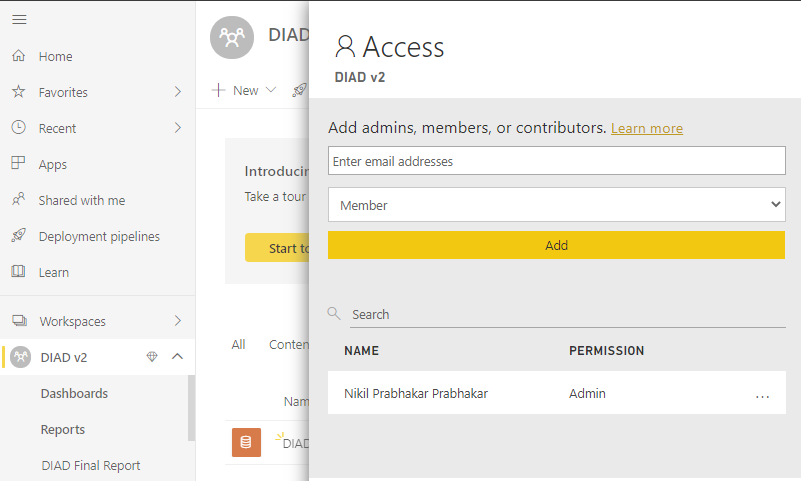 Home
Favorites
Recent
Apps
Shared with me
Deployment pipelines
Learn
Workspaces
DIAD v2
Dashboards
Reports
DIAD Final Report
DIAD
New
Introducin
Take a tour
Start to
All Conten
Nam
DIAD
Access
DIAD v2
Add admins, members, or contributors. Learn more
Enter email addresses
Member
Add
Search
NAME PERMISSION
Nikil Prabhakar Prabhakar Admin ...